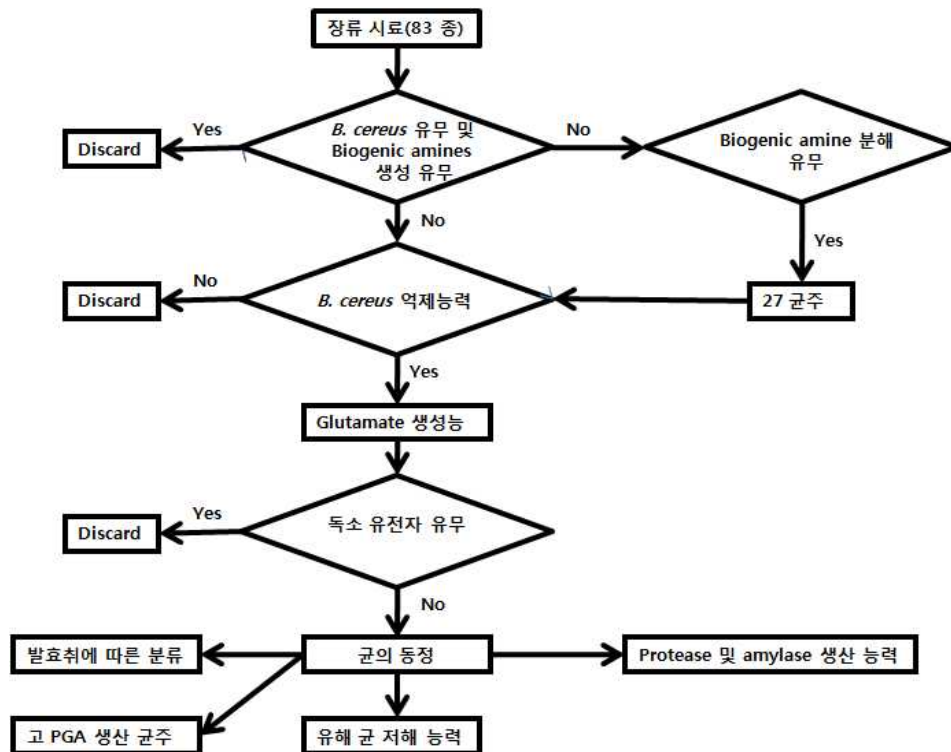 장류 시료(83 종)
B. cereus 유무 및
Biogenic amines
생성 유무
Yes
Discard
No
Biogenic amine 분해
유무
No
Yes
B. cereus 억제능력
No
Discard
27 균주
Yes
Glutamate 생성능
독소 유전자 유무
Yes
Discard
No
발효취에 따른 분류
균의 동정
Protease 및 amylase 생산 능력
고 PGA 생산 균주
유해 균 저해 능력